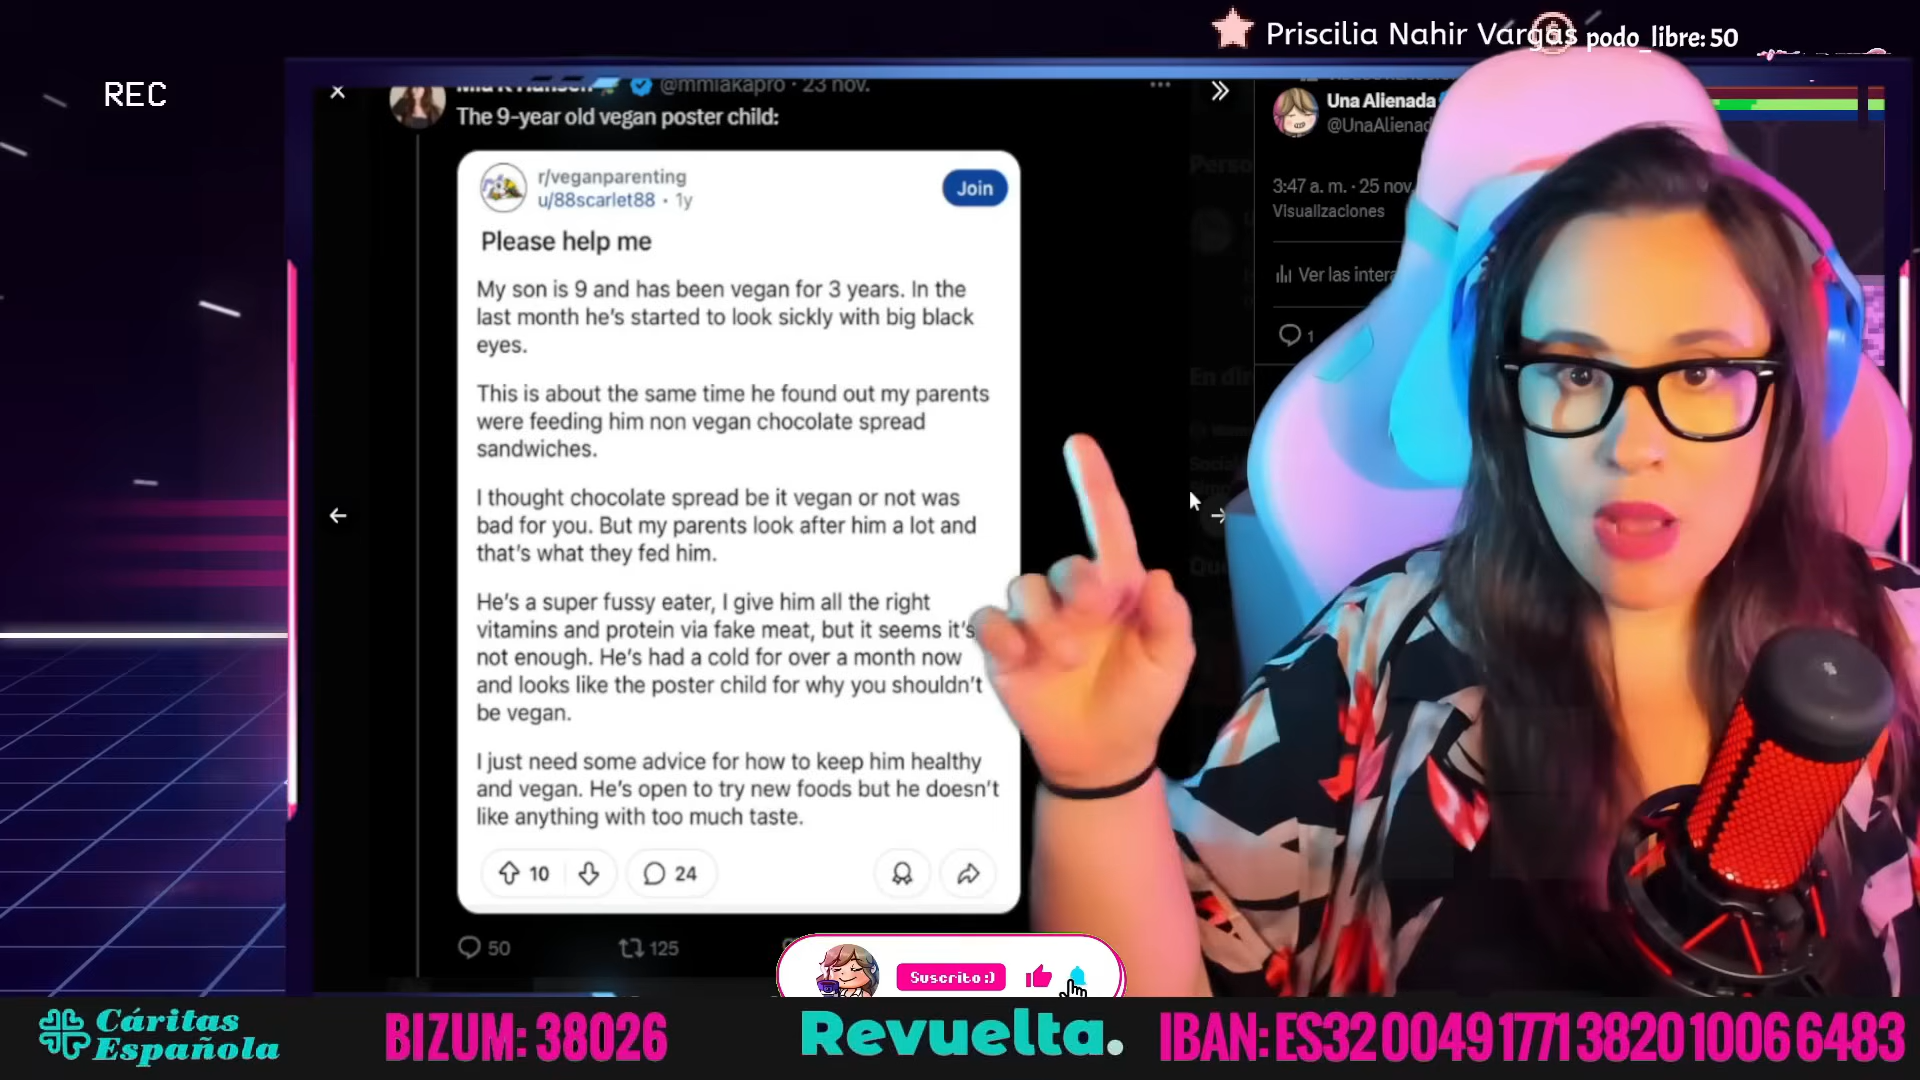 Priscilia Nahir Vargas
podo_libre: 50
REC
@mmiakapro · 23 nov.
The 9-year old vegan poster child:
r/veganparenting
u/88scarlet88 · 1y
Join
Please help me
My son is 9 and has been vegan for 3 years. In the
last month he's started to look sickly with big black
eyes.
This is about the same time he found out my parents
were feeding him non vegan chocolate spread
sandwiches.
I thought chocolate spread be it vegan or not was
bad for you. But my parents look after him a lot and
that's what they fed him.
He's a super fussy eater, I give him all the right
vitamins and protein via fake meat, but it seems it's
not enough. He's had a cold for over a month now
and looks like the poster child for why you shouldn't
be vegan.
I just need some advice for how to keep him healthy
and vegan. He's open to try new foods but he doesn't
like anything with too much taste.
10
24
50
125
Una Alienada
@UnaAlienad
3:47 a. m. · 25 nov
Visualizaciones
Ver las intera
1
Suscrito :)
Cáritas
Española
BIZUM: 38026
Revuelta.
IBAN: ES32 0049 1771 3820 1006 6483